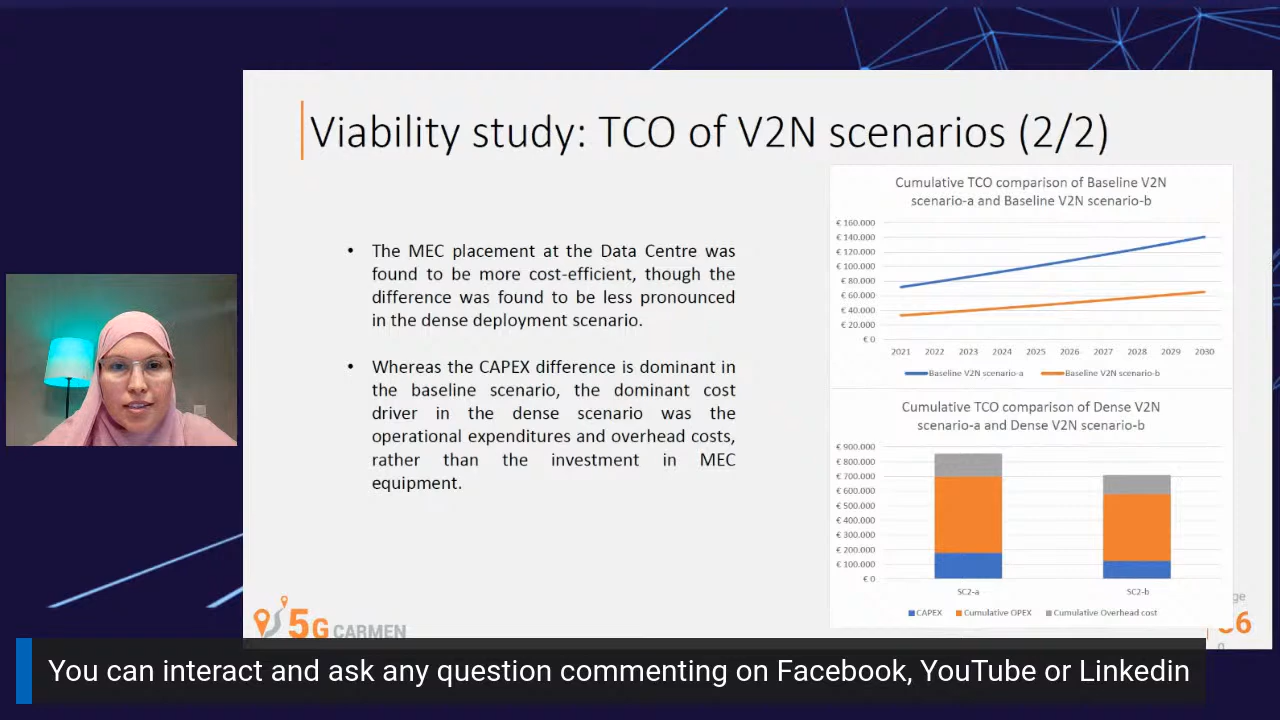 Viability study: TCO of V2N scenarios (2/2)
• The MEC placement at the Data Centre was
found to be more cost-efficient, though the
difference was found to be less pronounced
in the dense deployment scenario.
• Whereas the CAPEX difference is dominant in
the baseline scenario, the dominant cost
driver in the dense scenario was the
operational expenditures and overhead costs,
rather than the investment in MEC
equipment.
Cumulative TCO comparison of Baseline V2N
scenario-a and Baseline V2N scenario-b
€ 160.000
€ 140.000
€ 120.000
€ 100.000
€ 80.000
€ 60.000
€ 40.000
€ 20.000
€ 0
2021 2022 2023 2024 2025 2026 2027 2028 2029 2030
Baseline V2N scenario-a Baseline V2N scenario-b
Cumulative TCO comparison of Dense V2N
scenario-a and Dense V2N scenario-b
€ 900.000
€ 800.000
€ 700.000
€ 600.000
€ 500.000
€ 400.000
€ 300.000
€ 200.000
€ 100.000
€ 0
SC2-a SC2-b
CAPEX Cumulative OPEX Cumulative Overhead cost
5G CARMEN
You can interact and ask any question commenting on Facebook, YouTube or Linkedin